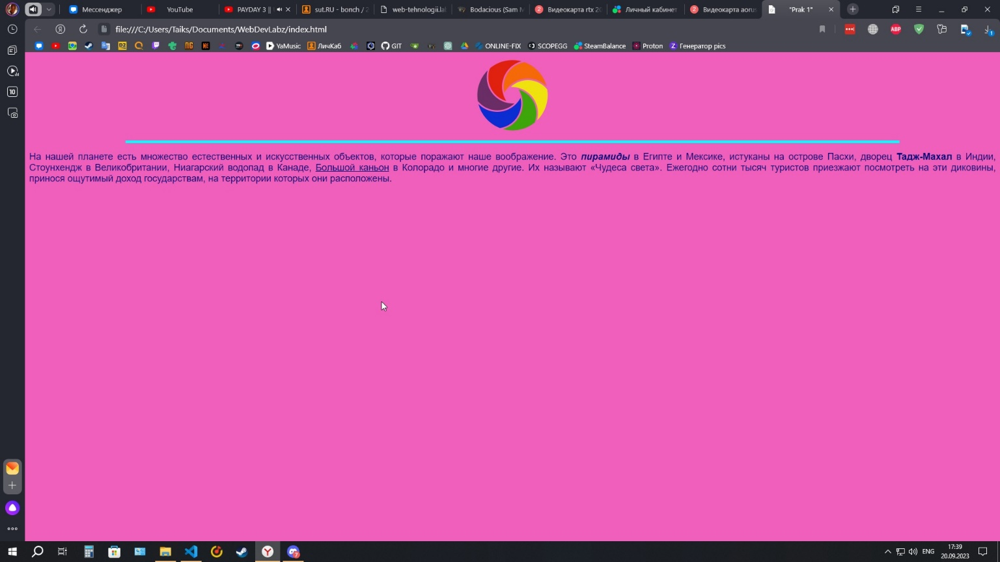 Мессенджер YouTube PAYDAY 3 || sut.RU - bonch / 2 web-tehnologii.lal Bodacious (Sam M Видеокарта rtx 20 Личный кабинет Видеокарта aorus "Prak 1"
file:///C:/Users/Taiks/Documents/WebDevLabz/index.html
ABP
YaMusic ЛичКаб GIT ONLINE-FIX SCOPEGG SteamBalance Proton Генератор pics
10
На нашей планете есть множество естественных и искусственных объектов, которые поражают наше воображение. Это пирамиды в Египте и Мексике, истуканы на острове Пасхи, дворец Тадж-Махал в Индии,
Стоунхендж в Великобритании, Ниагарский водопад в Канаде, Большой каньон в Колорадо и многие другие. Их называют «Чудеса света». Ежегодно сотни тысяч туристов приезжают посмотреть на эти диковины,
принося ощутимый доход государствам, на территории которых они расположены.
ENG
17:39
20.09.2023